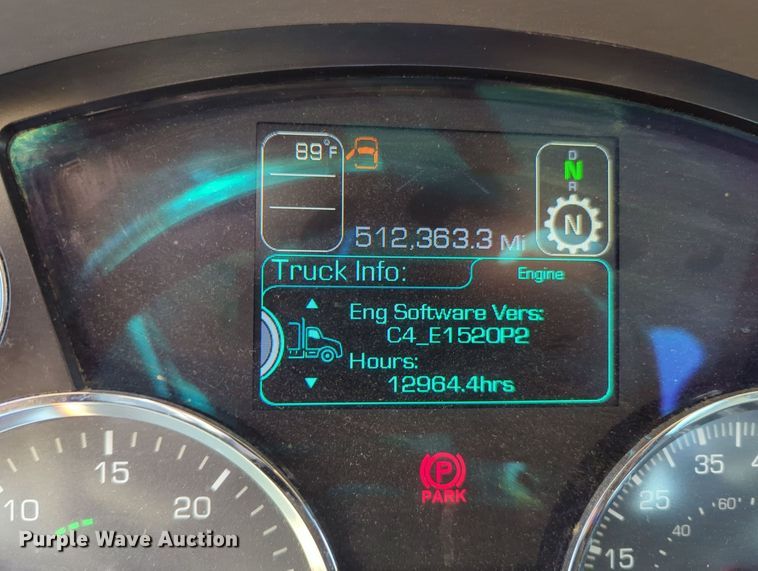 89°F
D
N
R
N
512,363.3 Mi
Truck Info:
Engine
Eng Software Vers:
C4_E1520P2
Hours:
12964.4hrs
P
PARK
10
15
20
15
25
35
40
60
Purple Wave Auction